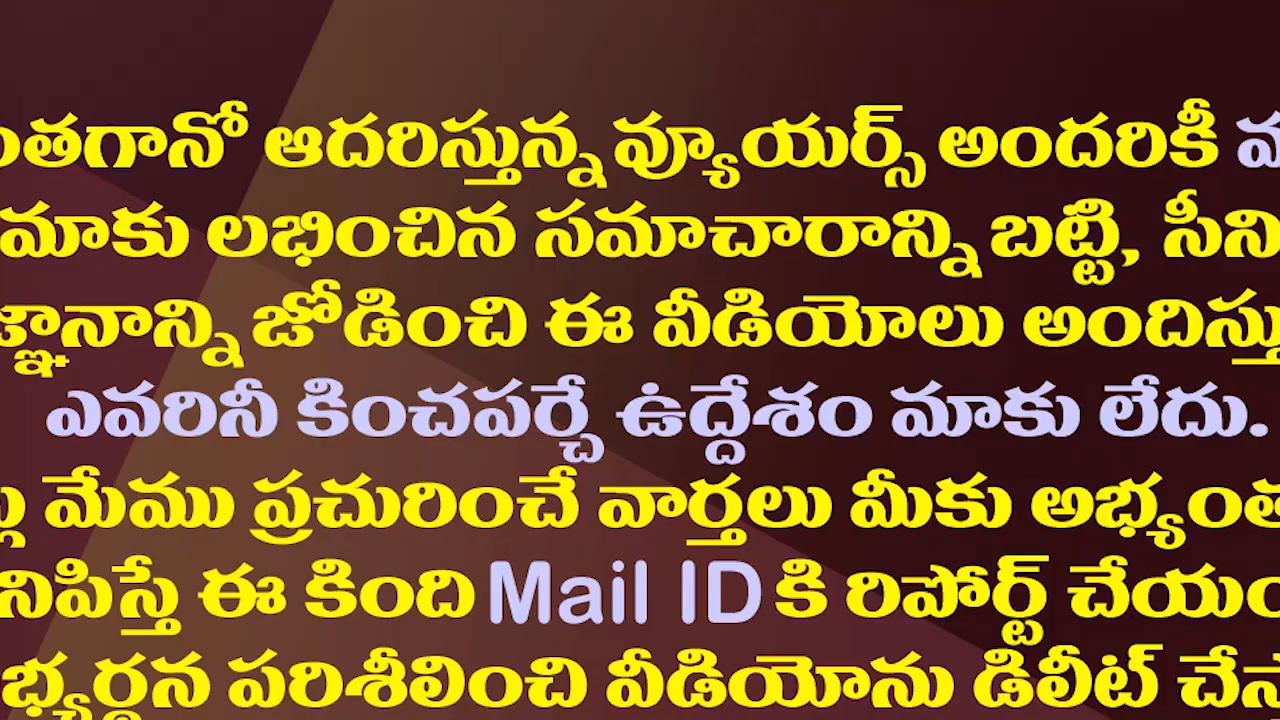 ఆదరిస్తున్న వ్యూయర్స్ అందరికీ
మాకు లభించిన సమాచారాన్ని బట్టి,
జోడించి ఈ వీడియోలు
ఎవరినీ కించపర్చే ఉద్దేశం మాకు లేదు.
మేము ప్రచురించే వార్తలు మీకు
ఈ కింది Mail ID కి రిపోర్ట్
పరిశీలించి వీడియోను డిలీట్